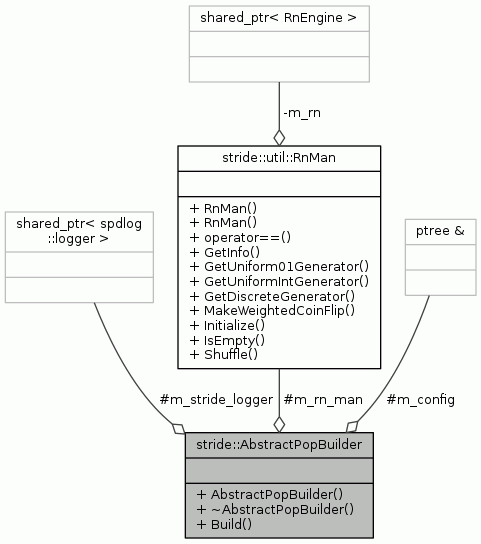 shared_ptr< RnEngine >
-m_rn
stride::util::RnMan
+ RnMan()
+ RnMan()
+ operator==()
+ GetInfo()
+ GetUniform01Generator()
+ GetUniformIntGenerator()
+ GetDiscreteGenerator()
+ MakeWeightedCoinFlip()
+ Initialize()
+ IsEmpty()
+ Shuffle()
shared_ptr< spdlog
::logger >
ptree &
#m_stride_logger
#m_rn_man
#m_config
stride::AbstractPopBuilder
+ AbstractPopBuilder()
+ ~AbstractPopBuilder()
+ Build()